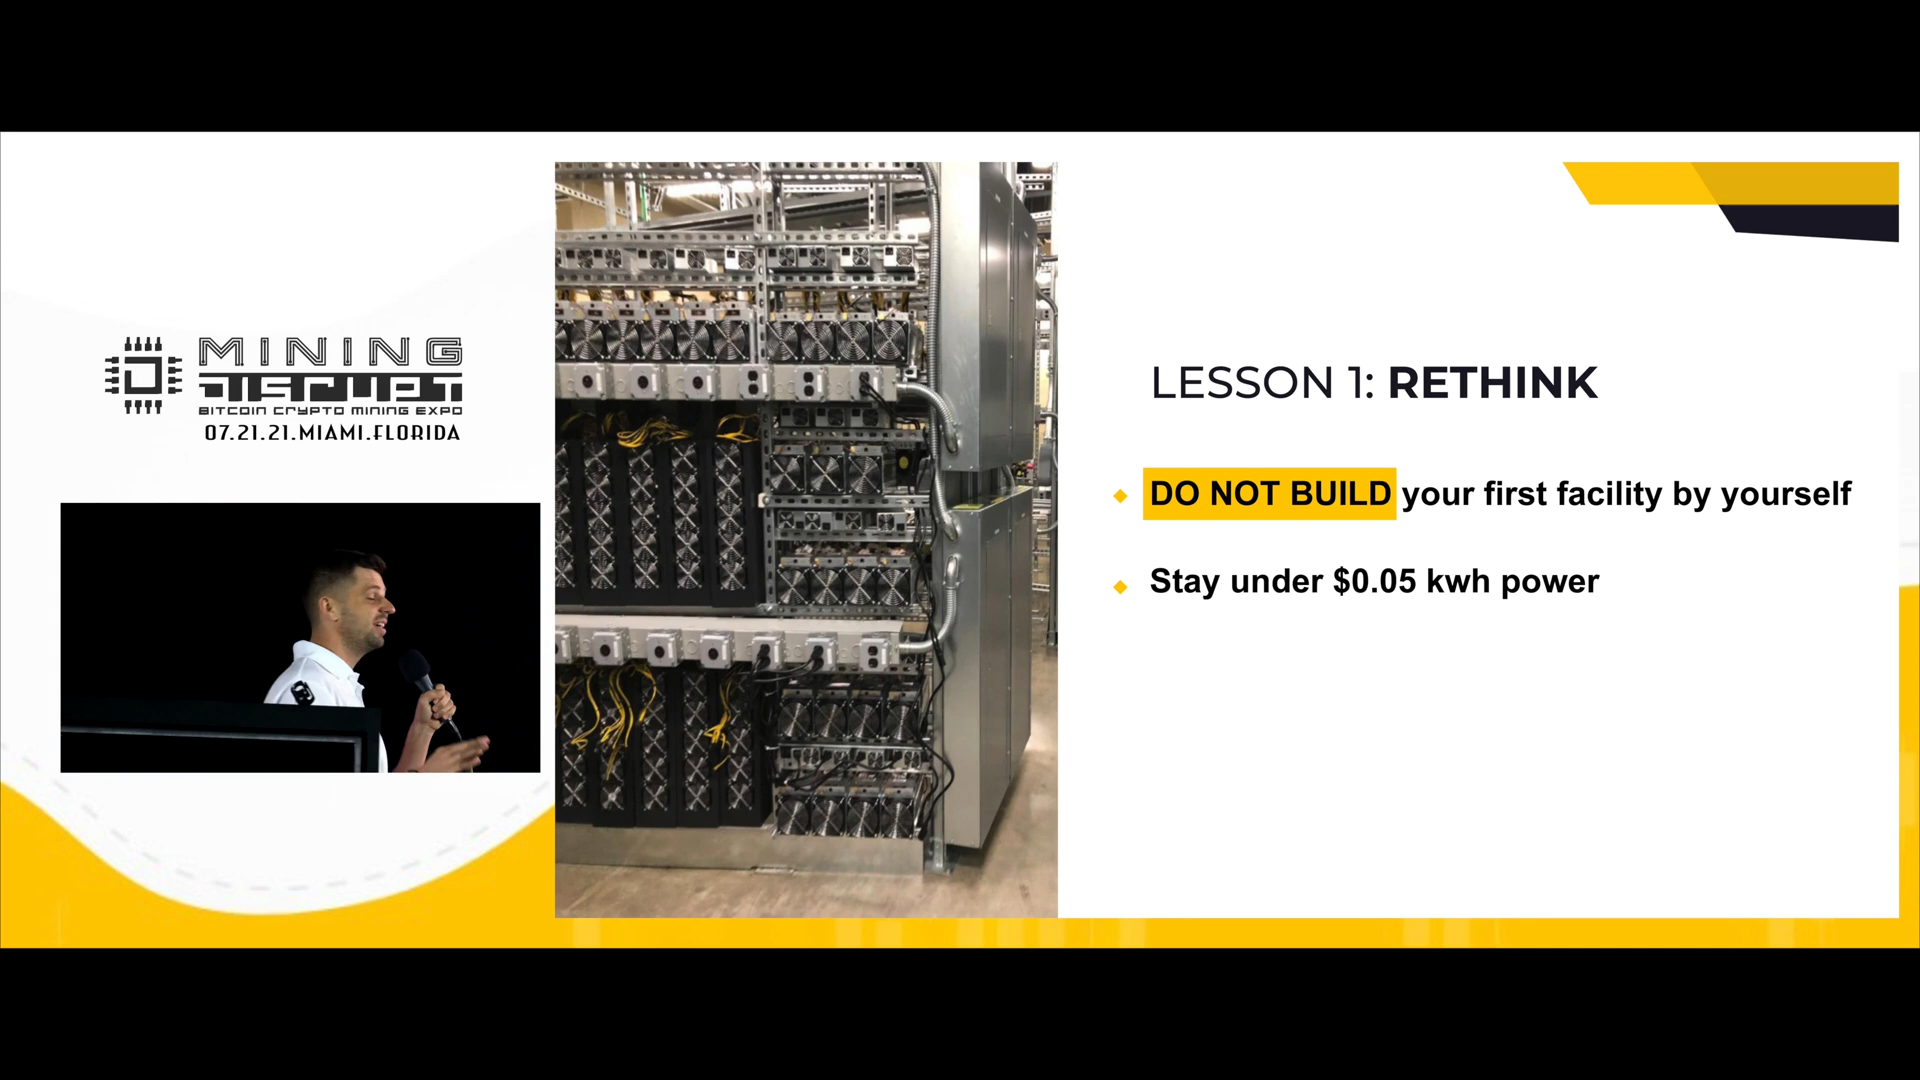 MINING
DISRUPT
BITCOIN CRYPTO MINING EXPO
07.21.21.MIAMI.FLORIDA
LESSON 1: RETHINK
DO NOT BUILD your first facility by yourself
Stay under $0.05 kwh power